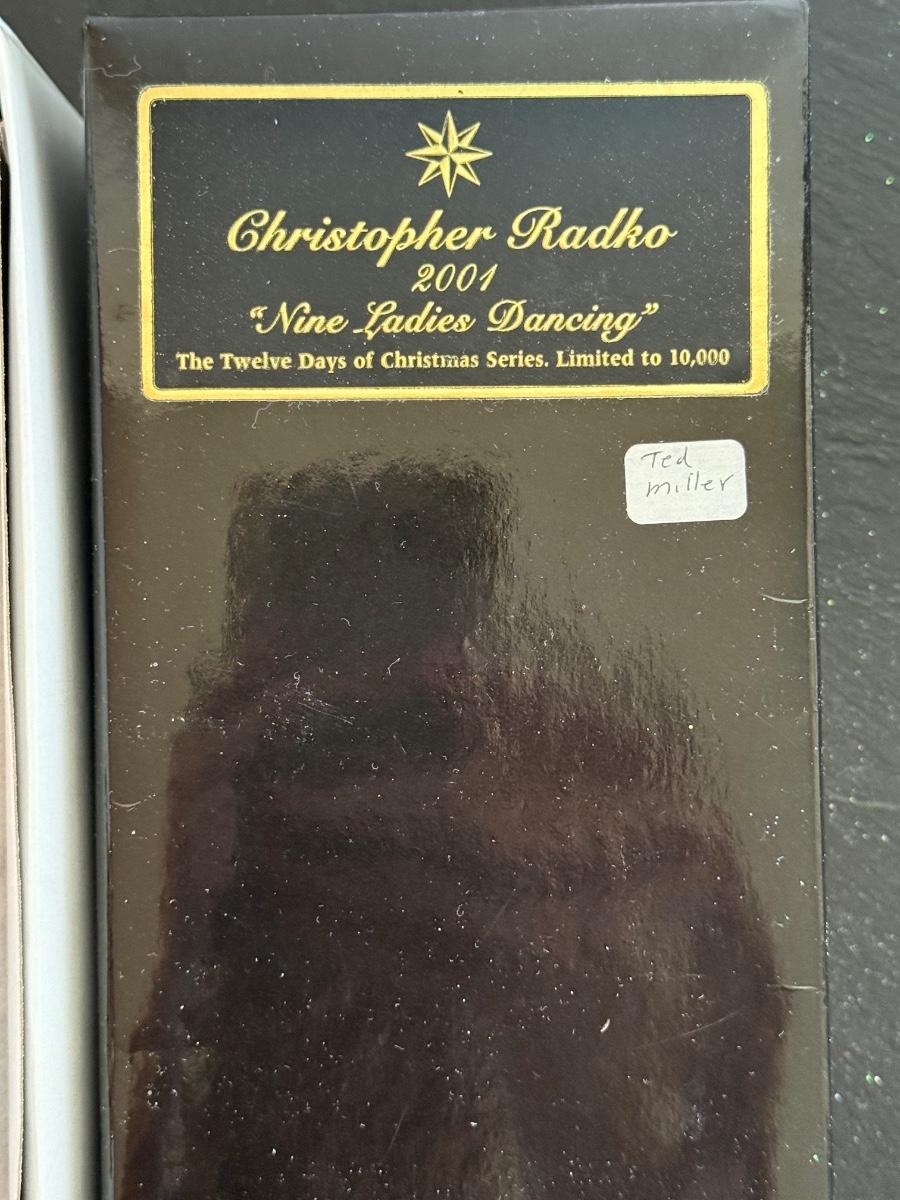 Christopher Radko
2001
“Nine Ladies Dancing”
The Twelve Days of Christmas Series. Limited to 10,000
Ted
miller